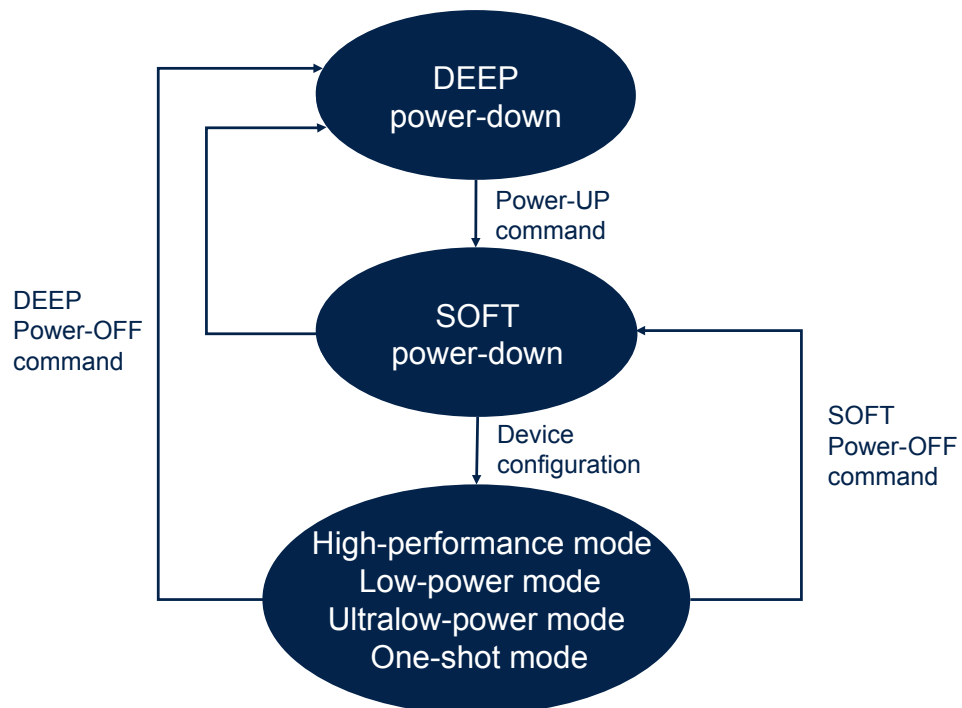 DEEP
power-down
Power-UP
command
DEEP
Power-OFF
command
SOFT
power-down
SOFT
Power-OFF
command
Device
configuration
High-performance mode
Low-power mode
Ultralow-power mode
One-shot mode